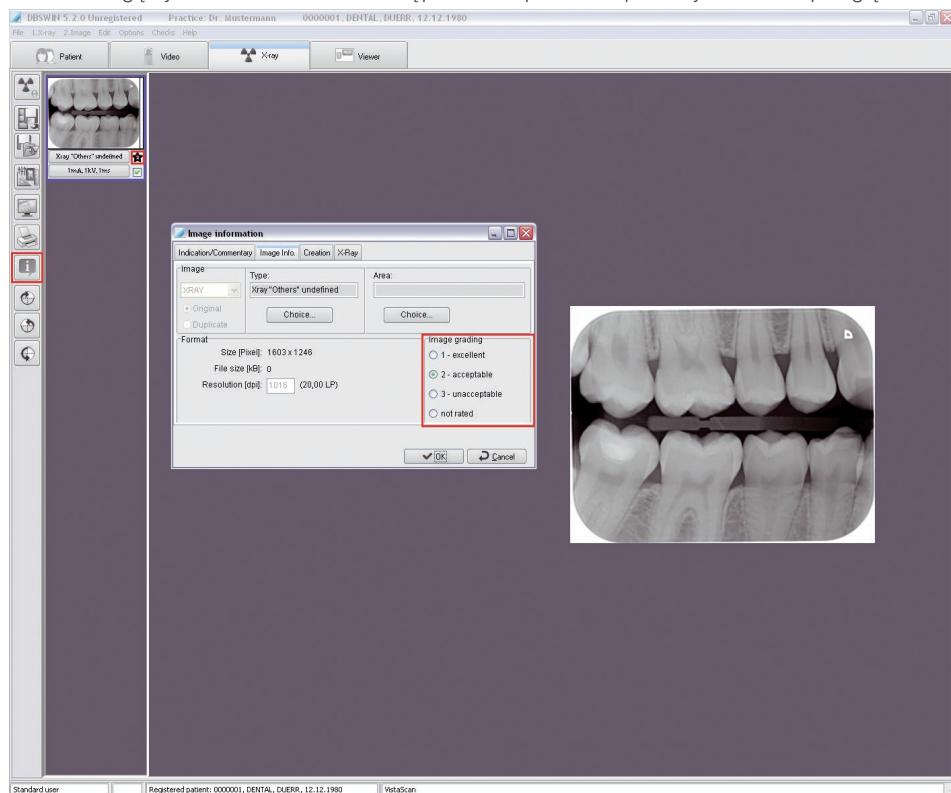 DBSWIN 5.2.0 Unregistered Practice: Dr. Mustermann 0000001, DENTAL, DUERR, 12.12.1980
File 1.X-ray 2.Image Edit Options Checks Help
Patient Video X-ray Viewer
Xray "Others" undefined
1mA, 1kV, 1ms
Image information
Indication/Commentary Image Info. Creation X-Ray
Image Type: Area:
XRAY Xray"Others" undefined
Original
Duplicate
Choice... Choice...
Format Image grading
Size [Pixel]: 1603 x 1246
1 - excellent
File size [kB]: 0
2 - acceptable
Resolution [dpi]: 1016 (20,00 LP)
3 - unacceptable
not rated
OK Cancel
Standard user Registered patient: 0000001, DENTAL, DUERR, 12.12.1980 VistaScan